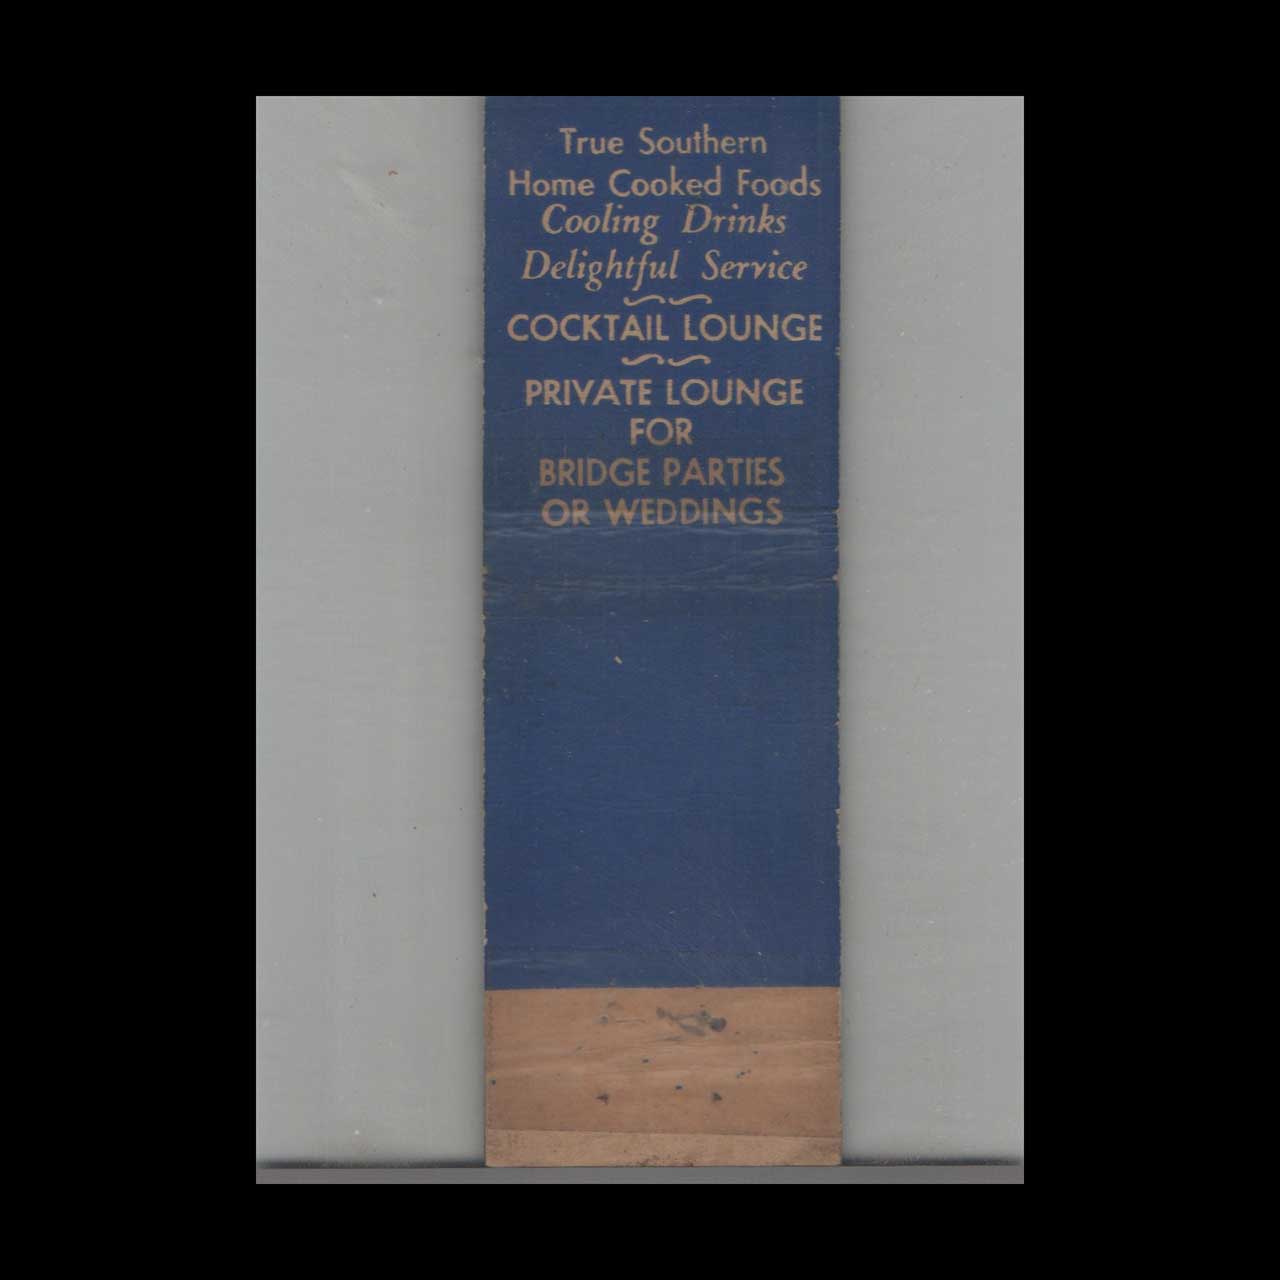 True Southern
Home Cooked Foods
Cooling Drinks
Delightful Service
COCKTAIL LOUNGE
PRIVATE LOUNGE
FOR
BRIDGE PARTIES
OR WEDDINGS